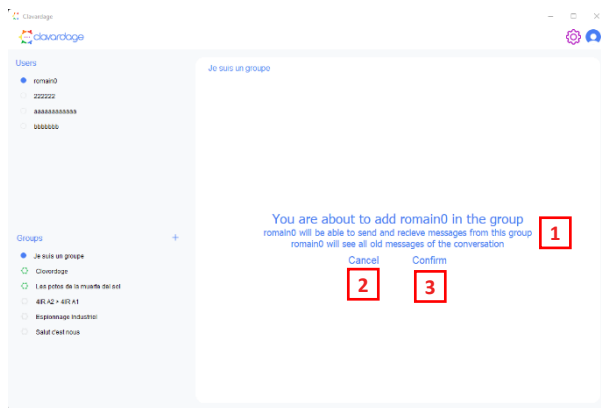 Clavardage
clavardage
Users
romain0
222222
aaaaaaaaaaaa
bbbbbbb
Groups
+
Je suis un groupe
Clavardage
Les potos de la muerte del sol
4IR A2 > 4IR A1
Espionnage Industriel
Salut c'est nous
Je suis un groupe
You are about to add romain0 in the group
romain0 will be able to send and recieve messages from this group
romain0 will see all old messages of the conversation
1
Cancel
Confirm
2
3